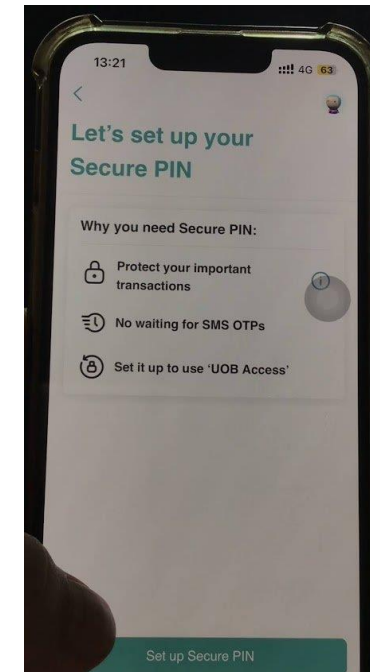 13:21
4G 63
Let's set up your
Secure PIN
Why you need Secure PIN:
Protect your important
transactions
i
No waiting for SMS OTPs
Set it up to use 'UOB Access'
Set up Secure PIN